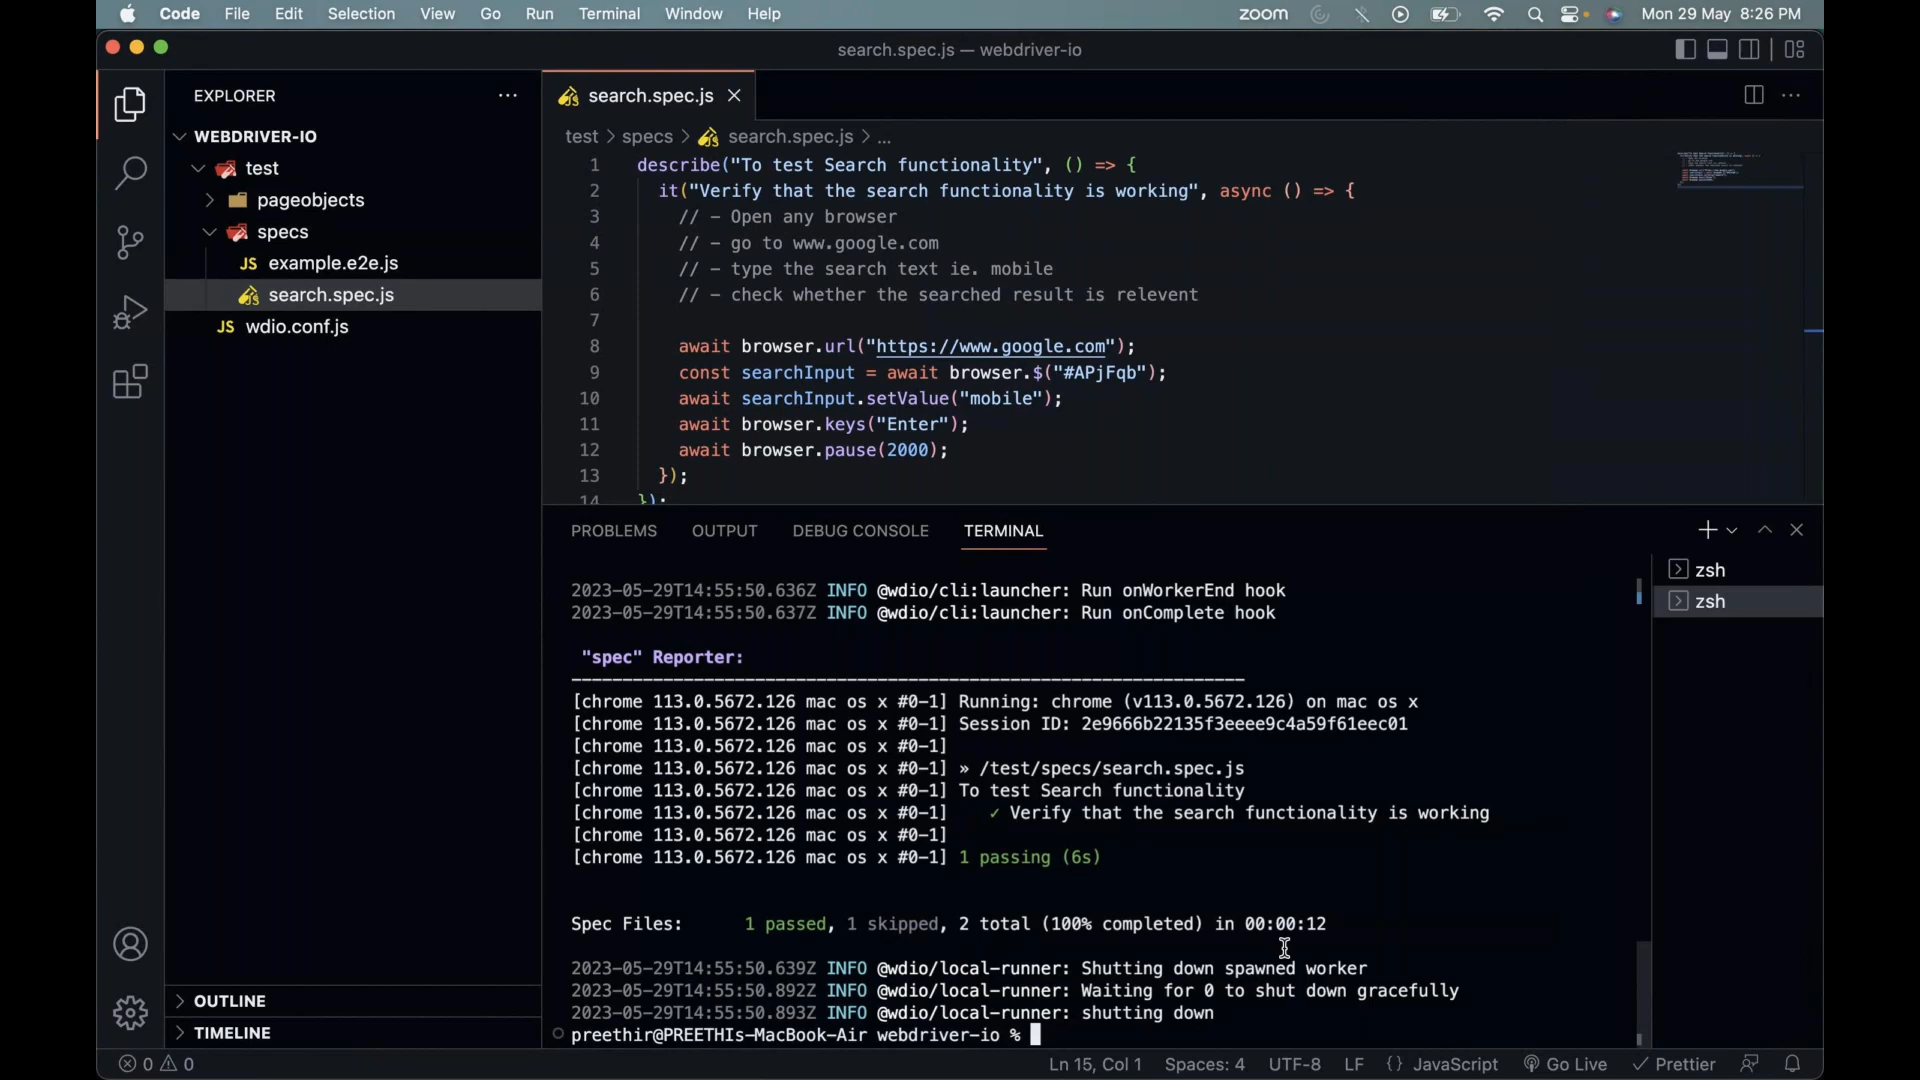 Code File Edit Selection View Go Run Terminal Window Help zoom Mon 29 May 8:26 PM
search.spec.js — webdriver-io
EXPLORER
WEBDRIVER-IO
test
pageobjects
specs
JS example.e2e.js
search.spec.js
JS wdio.conf.js
OUTLINE
TIMELINE
search.spec.js
test > specs > search.spec.js > ...
1 describe("To test Search functionality", () => {
2 it("Verify that the search functionality is working", async () => {
3 // - Open any browser
4 // - go to www.google.com
5 // - type the search text ie. mobile
6 // - check whether the searched result is relevent
7
8 await browser.url("https://www.google.com");
9 const searchInput = await browser.$("#APjFqb");
10 await searchInput.setValue("mobile");
11 await browser.keys("Enter");
12 await browser.pause(2000);
13 });
14 });
PROBLEMS OUTPUT DEBUG CONSOLE TERMINAL
zsh
zsh
2023-05-29T14:55:50.636Z INFO @wdio/cli:launcher: Run onWorkerEnd hook
2023-05-29T14:55:50.637Z INFO @wdio/cli:launcher: Run onComplete hook
"spec" Reporter:
------------------------------------------------------------------
[chrome 113.0.5672.126 mac os x #0-1] Running: chrome (v113.0.5672.126) on mac os x
[chrome 113.0.5672.126 mac os x #0-1] Session ID: 2e9666b22135f3eeee9c4a59f61eec01
[chrome 113.0.5672.126 mac os x #0-1]
[chrome 113.0.5672.126 mac os x #0-1] » /test/specs/search.spec.js
[chrome 113.0.5672.126 mac os x #0-1] To test Search functionality
[chrome 113.0.5672.126 mac os x #0-1] ✓ Verify that the search functionality is working
[chrome 113.0.5672.126 mac os x #0-1]
[chrome 113.0.5672.126 mac os x #0-1] 1 passing (6s)
Spec Files: 1 passed, 1 skipped, 2 total (100% completed) in 00:00:12
2023-05-29T14:55:50.639Z INFO @wdio/local-runner: Shutting down spawned worker
2023-05-29T14:55:50.892Z INFO @wdio/local-runner: Waiting for 0 to shut down gracefully
2023-05-29T14:55:50.893Z INFO @wdio/local-runner: shutting down
preethir@PREETHIs-MacBook-Air webdriver-io %
0 0 Ln 15, Col 1 Spaces: 4 UTF-8 LF {} JavaScript Go Live ✓ Prettier